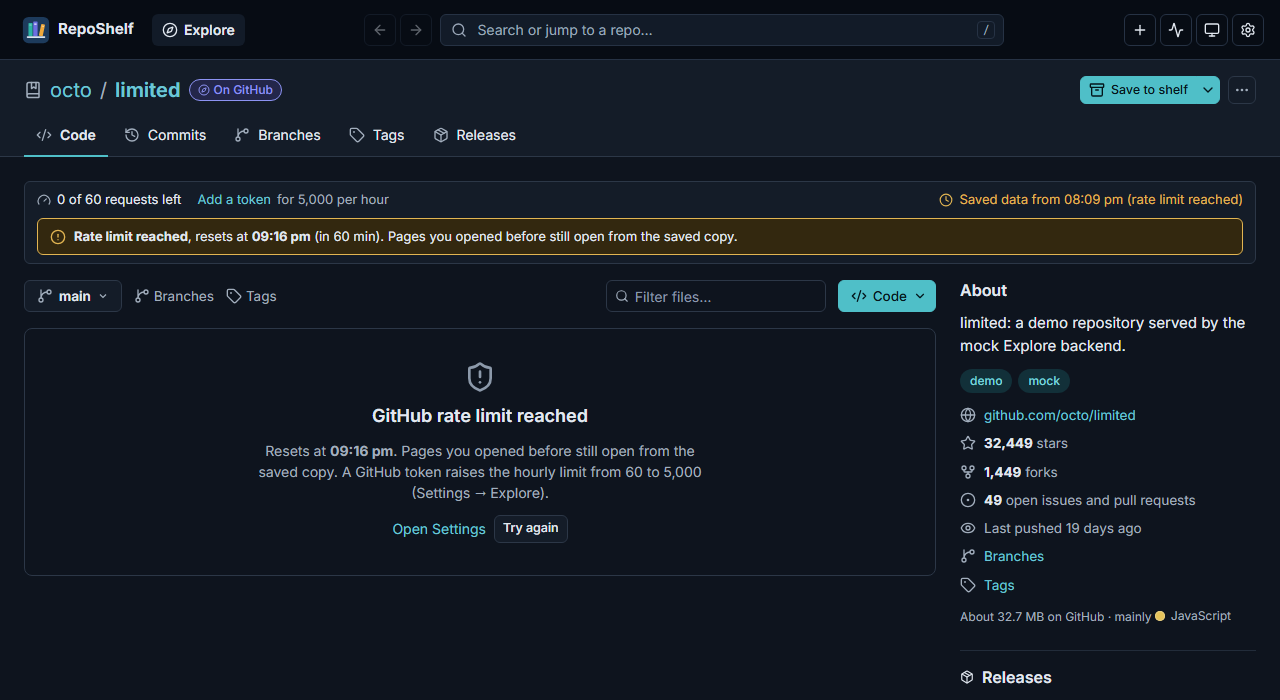 RepoShelf
Explore
Search or jump to a repo...
/
octo / limited
On GitHub
Save to shelf
Code
Commits
Branches
Tags
Releases
0 of 60 requests left
Add a token for 5,000 per hour
Saved data from 08:09 pm (rate limit reached)
Rate limit reached, resets at 09:16 pm (in 60 min). Pages you opened before still open from the saved copy.
main
Branches
Tags
Filter files...
Code
GitHub rate limit reached
Resets at 09:16 pm. Pages you opened before still open from the
saved copy. A GitHub token raises the hourly limit from 60 to 5,000
(Settings → Explore).
Open Settings
Try again
About
limited: a demo repository served by the
mock Explore backend.
demo
mock
github.com/octo/limited
32,449 stars
1,449 forks
49 open issues and pull requests
Last pushed 19 days ago
Branches
Tags
About 32.7 MB on GitHub · mainly JavaScript
Releases